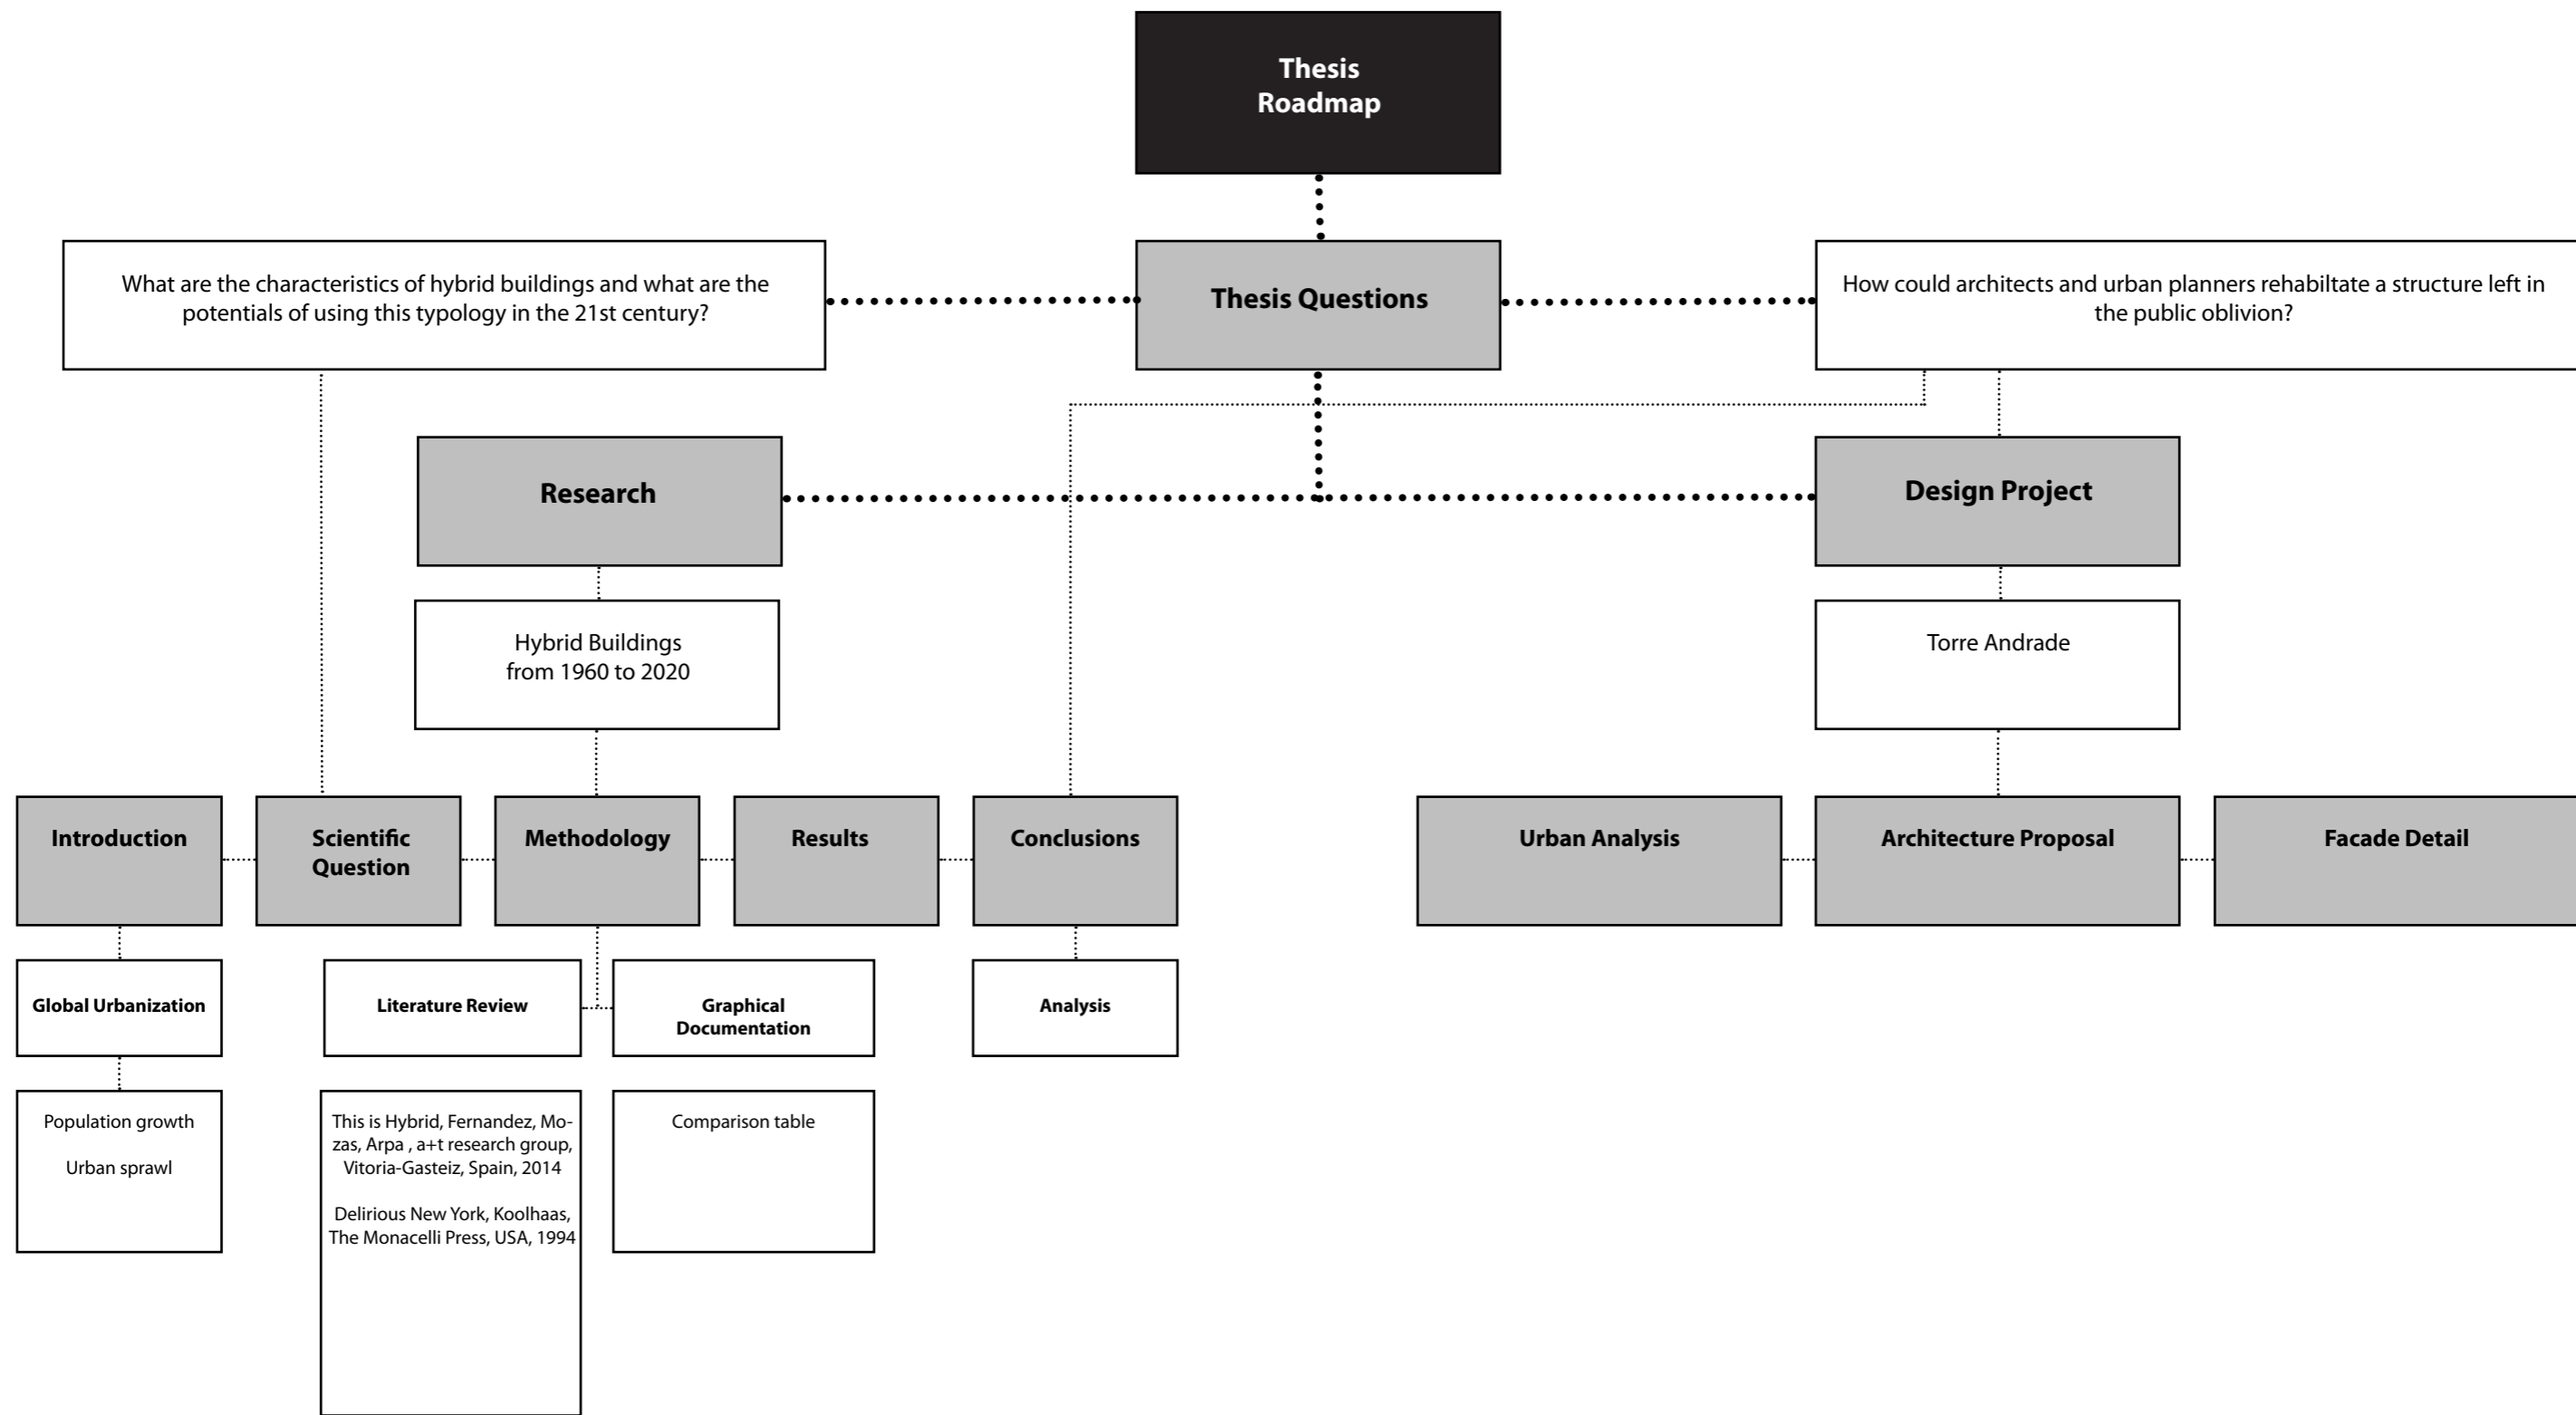 Thesis
Roadmap
What are the characteristics of hybrid buildings and what are the
potentials of using this typology in the 21st century?
Thesis Questions
How could architects and urban planners rehabiltate a structure left in
the public oblivion?
Research
Design Project
Hybrid Buildings
from 1960 to 2020
Torre Andrade
Introduction
Scientific
Question
Methodology
Results
Conclusions
Urban Analysis
Architecture Proposal
Facade Detail
Global Urbanization
Literature Review
Graphical
Documentation
Analysis
Population growth
Urban sprawl
This is Hybrid, Fernandez, Mo-
zas, Arpa , a+t research group,
Vitoria-Gasteiz, Spain, 2014
Delirious New York, Koolhaas,
The Monacelli Press, USA, 1994
Comparison table